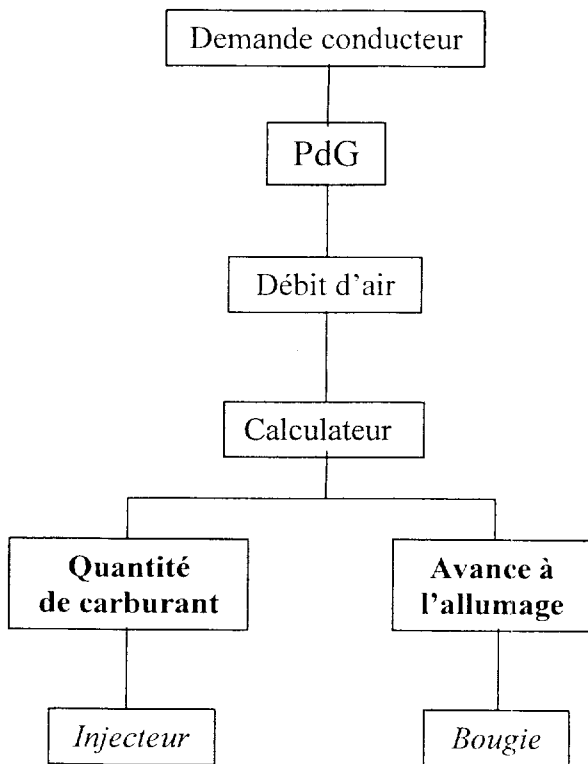 Demande conducteur
PdG
Débit d'air
Calculateur
Quantité
de carburant
Avance à
l'allumage
Injecteur
Bougie